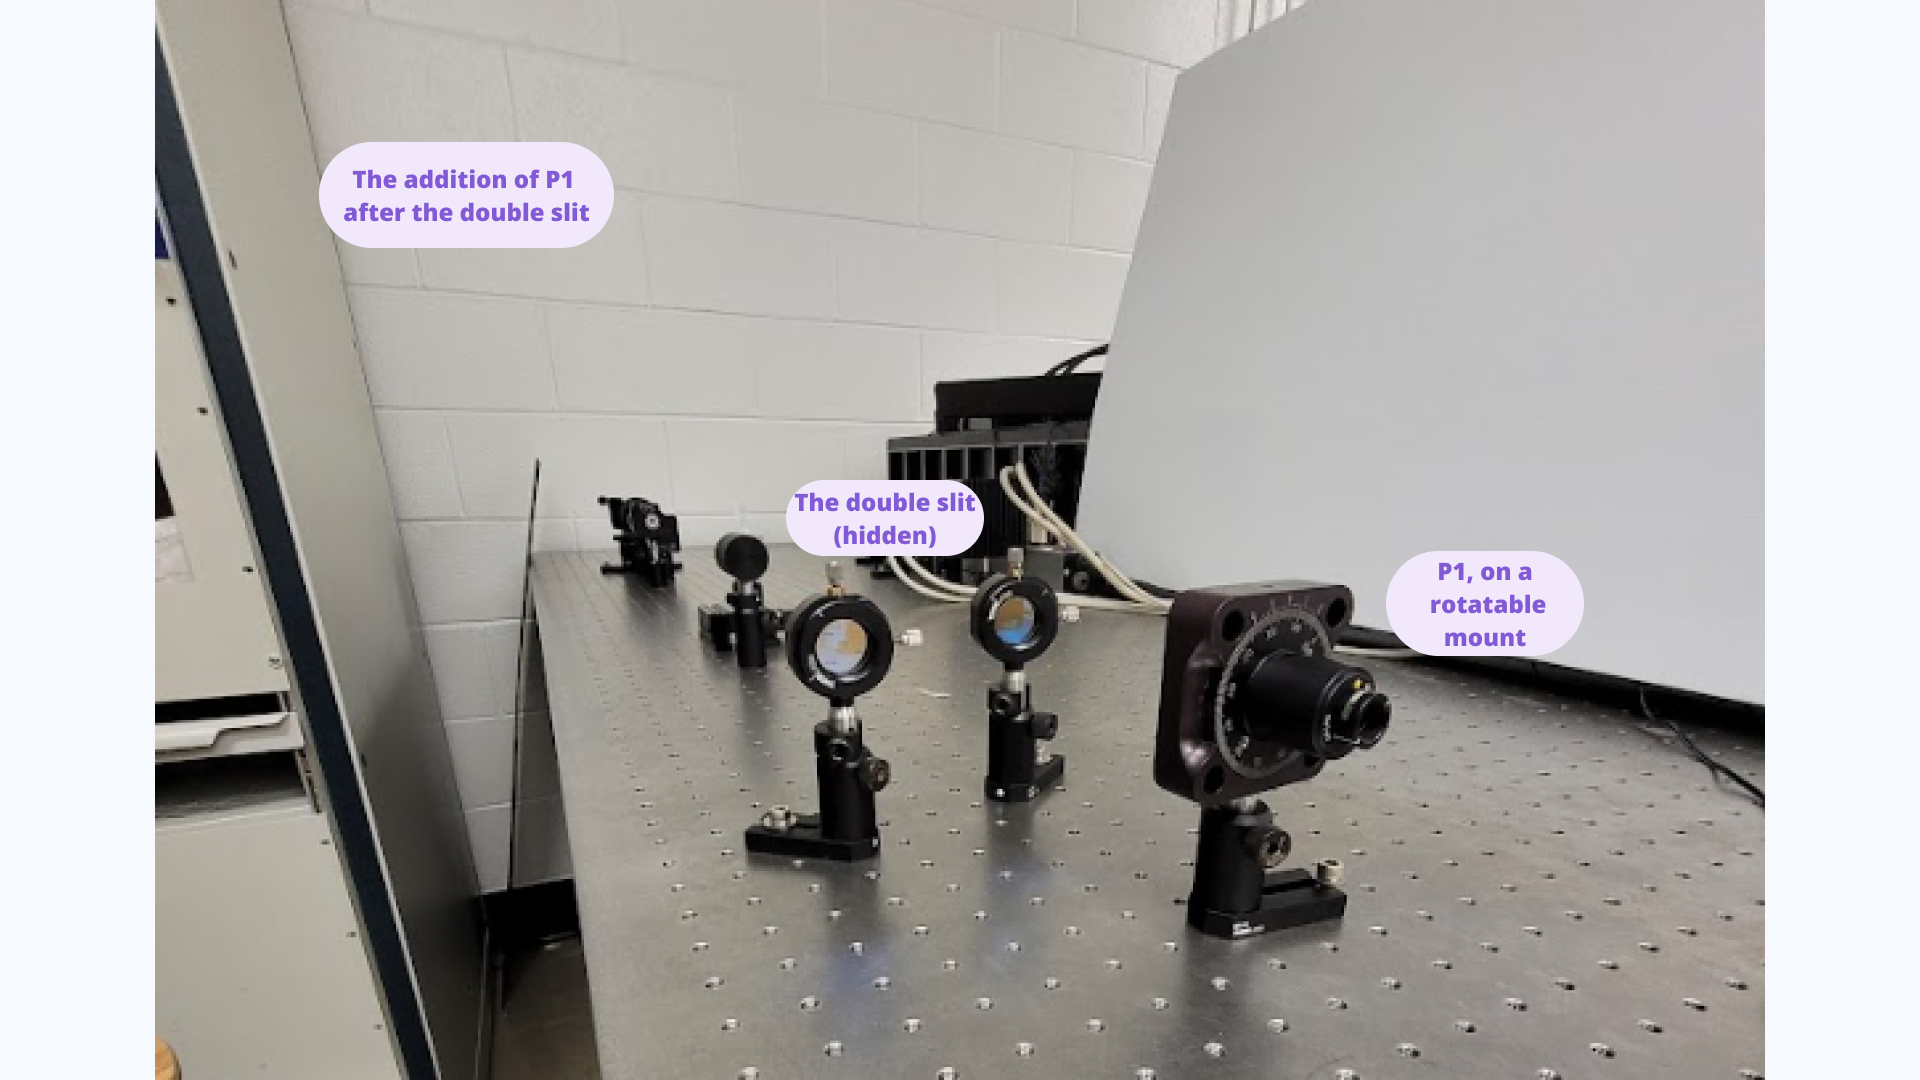 The addition of P1
after the double slit
The double slit
(hidden)
P1, on a
rotatable
mount